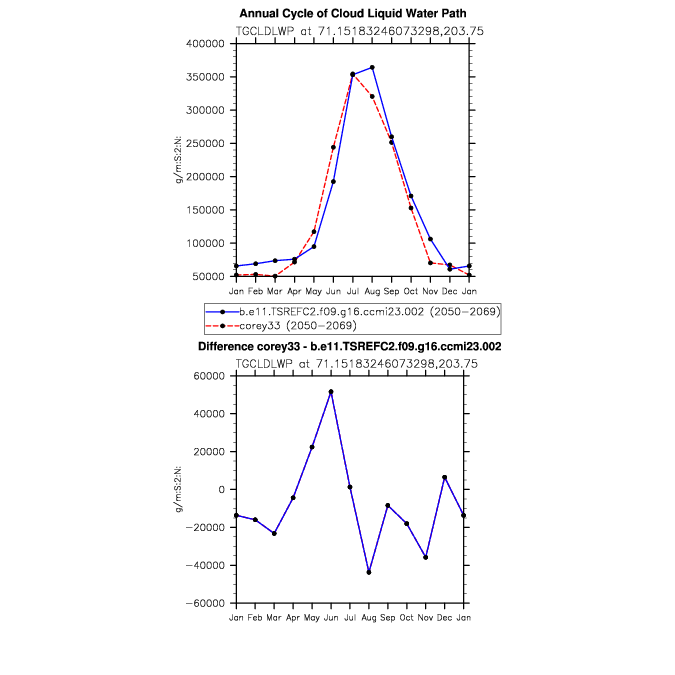 Annual Cycle of Cloud Liquid Water Path
TGCLDLWP at 71.15183246073298,203.75
400000
350000
300000
250000
200000
150000
100000
50000
g/m:S:2:N:
Jan Feb Mar Apr May Jun Jul Aug Sep Oct Nov Dec Jan
b.e11.TSREFC2.f09.g16.ccmi23.002 (2050-2069)
corey33 (2050-2069)
Difference corey33 - b.e11.TSREFC2.f09.g16.ccmi23.002
TGCLDLWP at 71.15183246073298,203.75
60000
40000
20000
0
-20000
-40000
-60000
g/m:S:2:N:
Jan Feb Mar Apr May Jun Jul Aug Sep Oct Nov Dec Jan